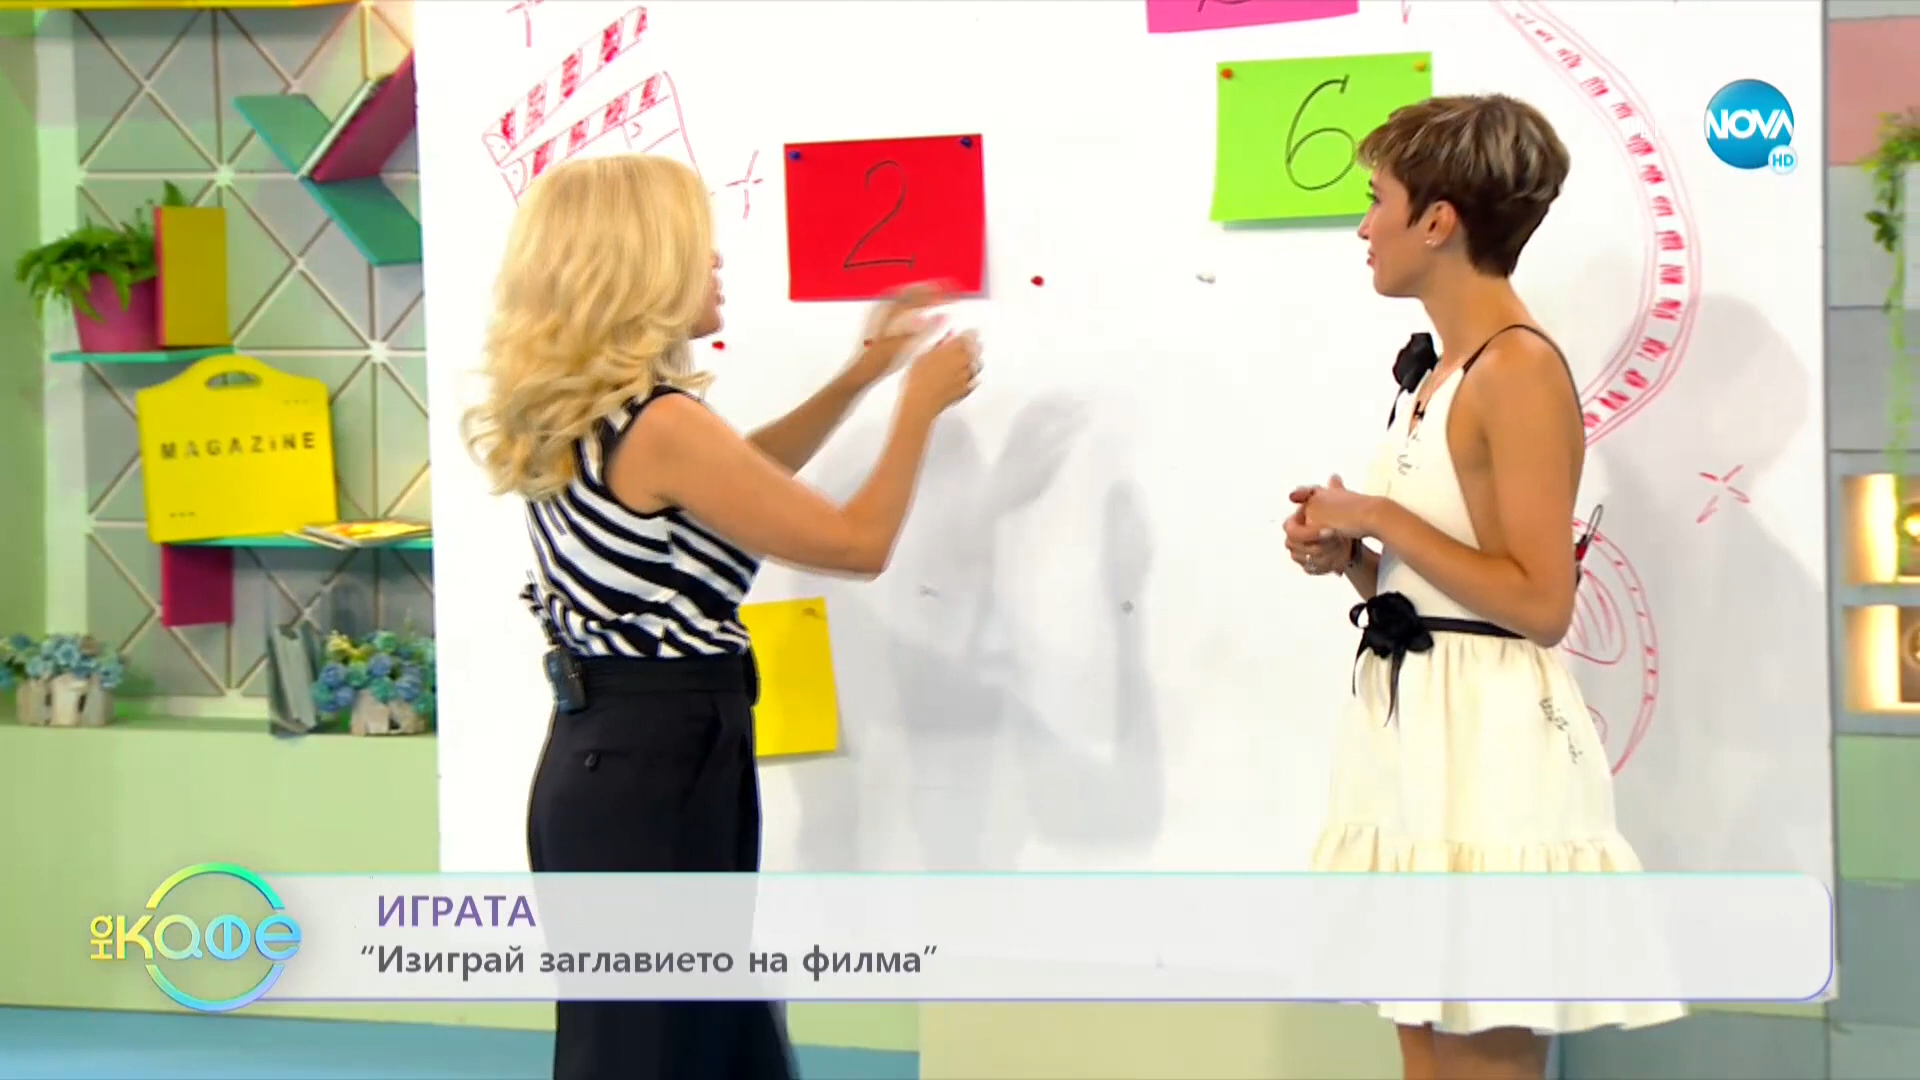 2
6
NOVA
HD
MAGAZINE
НА КАФЕ
ИГРАТА
“Изиграй заглавието на филма”